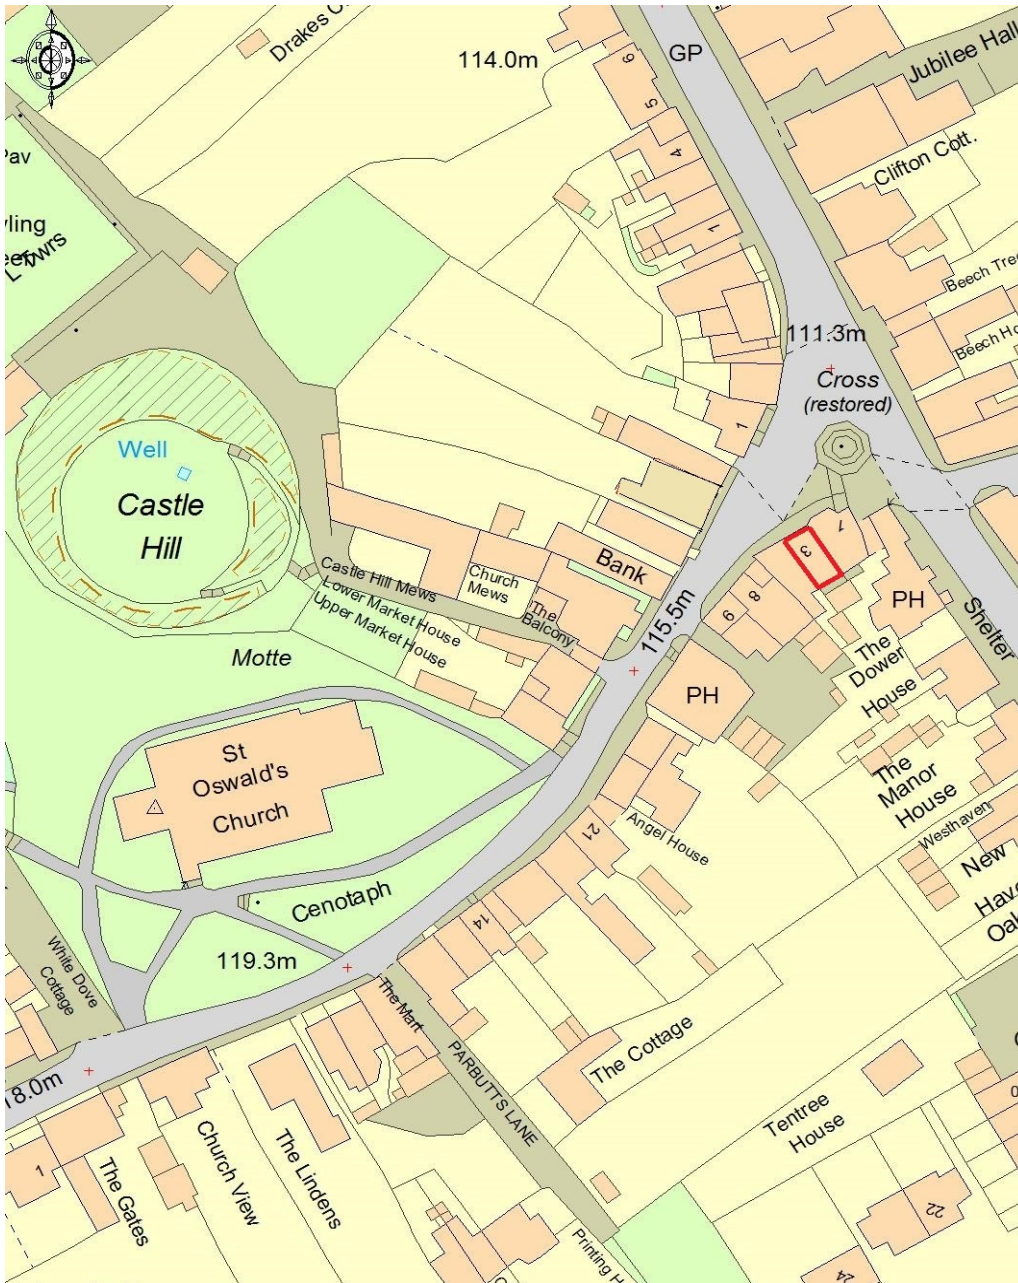 Drakes
114.0m
GP
Jubilee Hall
6
5
4
1
Clifton Cott.
Pav
Beech Tree
Beech Ho
111.3m
Cross
(restored)
1
Well
Castle
Hill
3
1
8
9
PH
Bank
Church
Mews
The
Balcony
Castle Hill Mews
Lower Market House
Upper Market House
115.5m
Shelter
The
Dower
House
PH
Motte
St
Oswald's
Church
The
Manor
House
Westhaven
New
Angel House
21
14
Cenotaph
119.3m
White Dove
Cottage
The Mart
PARBUTTS LANE
The Cottage
Tentree
House
18.0m
1
The Gates
Church View
The Lindens
22
24
Printing H